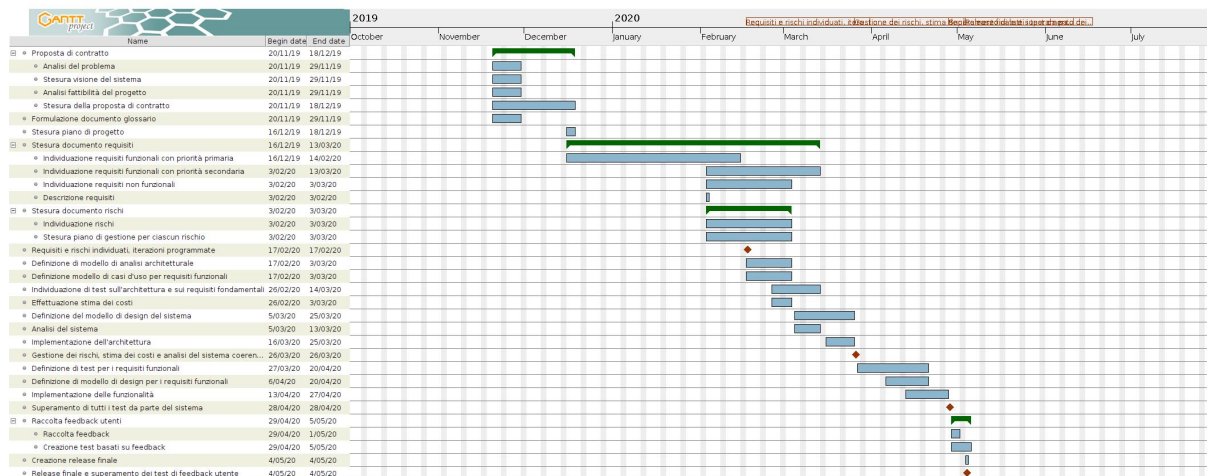 GANTT
project
2019
2020
Requisiti e rischi individuati, ite
Gestione dei rischi, stima
Name
Begin date
End date
October
November
December
January
February
March
April
May
June
July
Proposta di contratto 20/11/19 18/12/19
Analisi del problema 20/11/19 29/11/19
Stesura visione del sistema 20/11/19 29/11/19
Analisi fattibilità del progetto 20/11/19 29/11/19
Stesura della proposta di contratto 20/11/19 18/12/19
Formulazione documento glossario 20/11/19 29/11/19
Stesura piano di progetto 16/12/19 18/12/19
Stesura documento requisiti 16/12/19 13/03/20
Individuazione requisiti funzionali con priorità primaria 16/12/19 14/02/20
Individuazione requisiti funzionali con priorità secondaria 3/02/20 13/03/20
Individuazione requisiti non funzionali 3/02/20 3/03/20
Descrizione requisiti 3/02/20 3/02/20
Stesura documento rischi 3/02/20 3/03/20
Individuazione rischi 3/02/20 3/03/20
Stesura piano di gestione per ciascun rischio 3/02/20 3/03/20
Requisiti e rischi individuati, iterazioni programmate 17/02/20 17/02/20
Definizione di modello di analisi architetturale 17/02/20 3/03/20
Definizione modello di casi d'uso per requisiti funzionali 17/02/20 3/03/20
Individuazione di test sull'architettura e sui requisiti fondamentali 26/02/20 14/03/20
Effettuazione stima dei costi 26/02/20 3/03/20
Definizione del modello di design del sistema 5/03/20 25/03/20
Analisi del sistema 5/03/20 13/03/20
Implementazione dell'architettura 16/03/20 25/03/20
Gestione dei rischi, stima dei costi e analisi del sistema coeren... 26/03/20 26/03/20
Definizione di test per i requisiti funzionali 27/03/20 20/04/20
Definizione di modello di design per i requisiti funzionali 6/04/20 20/04/20
Implementazione delle funzionalità 13/04/20 27/04/20
Superamento di tutti i test da parte del sistema 28/04/20 28/04/20
Raccolta feedback utenti 29/04/20 5/05/20
Raccolta feedback 29/04/20 1/05/20
Creazione test basati su feedback 29/04/20 5/05/20
Creazione release finale 4/05/20 4/05/20
Release finale e superamento dei test di feedback utente 4/05/20 4/05/20